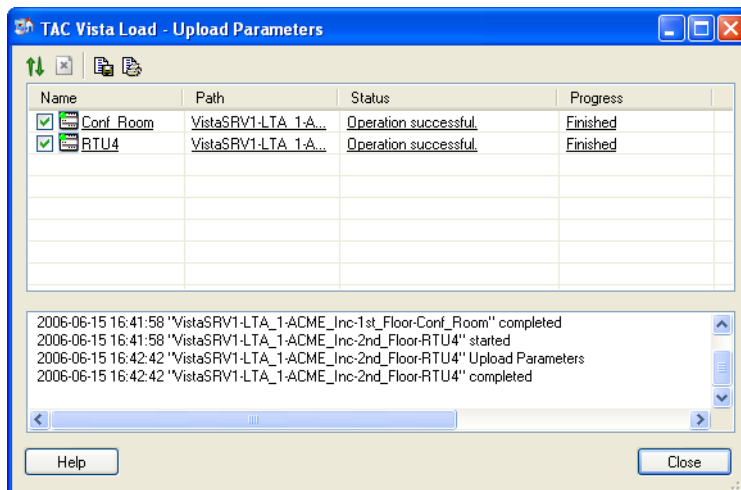 TAC Vista Load - Upload Parameters
Name Path Status Progress
Conf_Room VistaSRV1-LTA_1-A... Operation successful. Finished
RTU4 VistaSRV1-LTA_1-A... Operation successful. Finished
2006-06-15 16:41:58 "VistaSRV1-LTA_1-ACME_Inc-1st_Floor-Conf_Room" completed
2006-06-15 16:41:58 "VistaSRV1-LTA_1-ACME_Inc-2nd_Floor-RTU4" started
2006-06-15 16:42:42 "VistaSRV1-LTA_1-ACME_Inc-2nd_Floor-RTU4" Upload Parameters
2006-06-15 16:42:42 "VistaSRV1-LTA_1-ACME_Inc-2nd_Floor-RTU4" completed
Help Close